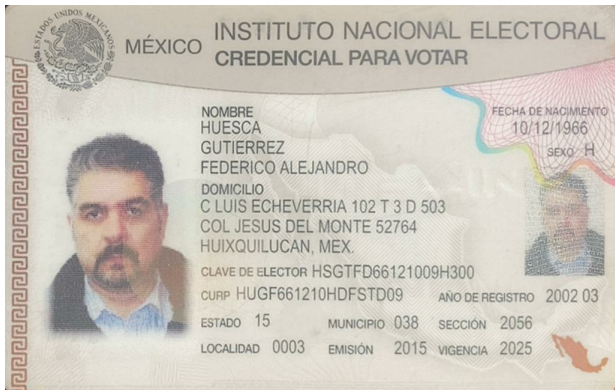 ESTADOS UNIDOS MEXICANOS
MÉXICO INSTITUTO NACIONAL ELECTORAL
CREDENCIAL PARA VOTAR
NOMBRE
HUESCA
GUTIERREZ
FEDERICO ALEJANDRO
FECHA DE NACIMIENTO
10/12/1966
SEXO H
DOMICILIO
C LUIS ECHEVERRIA 102 T 3 D 503
COL JESUS DEL MONTE 52764
HUIXQUILUCAN, MEX.
CLAVE DE ELECTOR HSGTFD66121009H300
CURP HUGF661210HDFSTD09 AÑO DE REGISTRO 2002 03
ESTADO 15 MUNICIPIO 038 SECCIÓN 2056
LOCALIDAD 0003 EMISIÓN 2015 VIGENCIA 2025